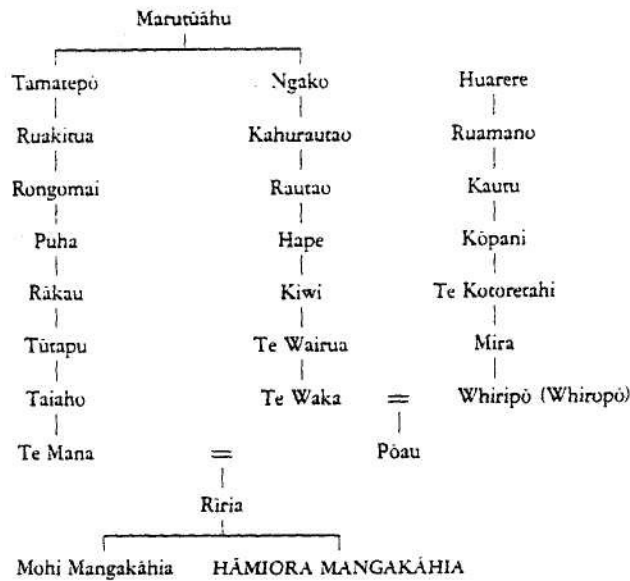 Marutūāhu
Tamatepō Ngako Huarere
Ruakitua Kahurautao Ruamano
Rongomai Rautao Kautu
Puha Hape Kōpani
Rākau Kiwi Te Kotoretahi
Tūtapu Te Wairua Mira
Taiaho Te Waka = Whiripō (Whiropō)
Te Mana = Pōau
Rīria
Mohi Mangakāhia HĀMIORA MANGAKĀHIA